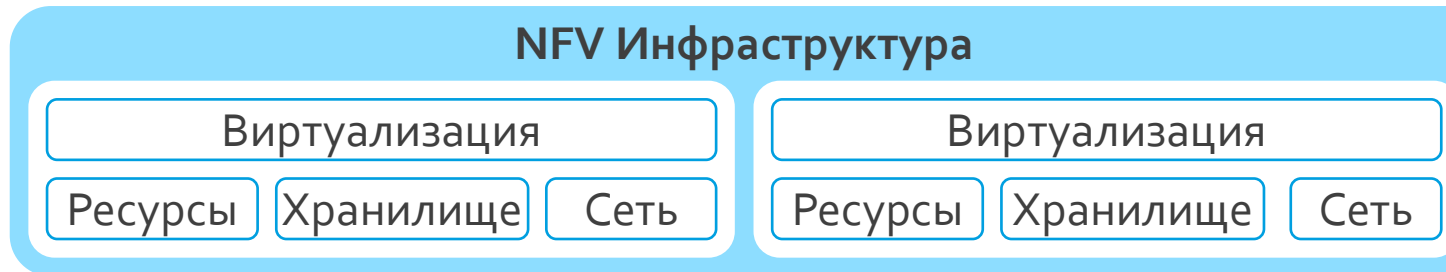 NFV Инфраструктура
Виртуализация
Ресурсы Хранилище Сеть
Виртуализация
Ресурсы Хранилище Сеть